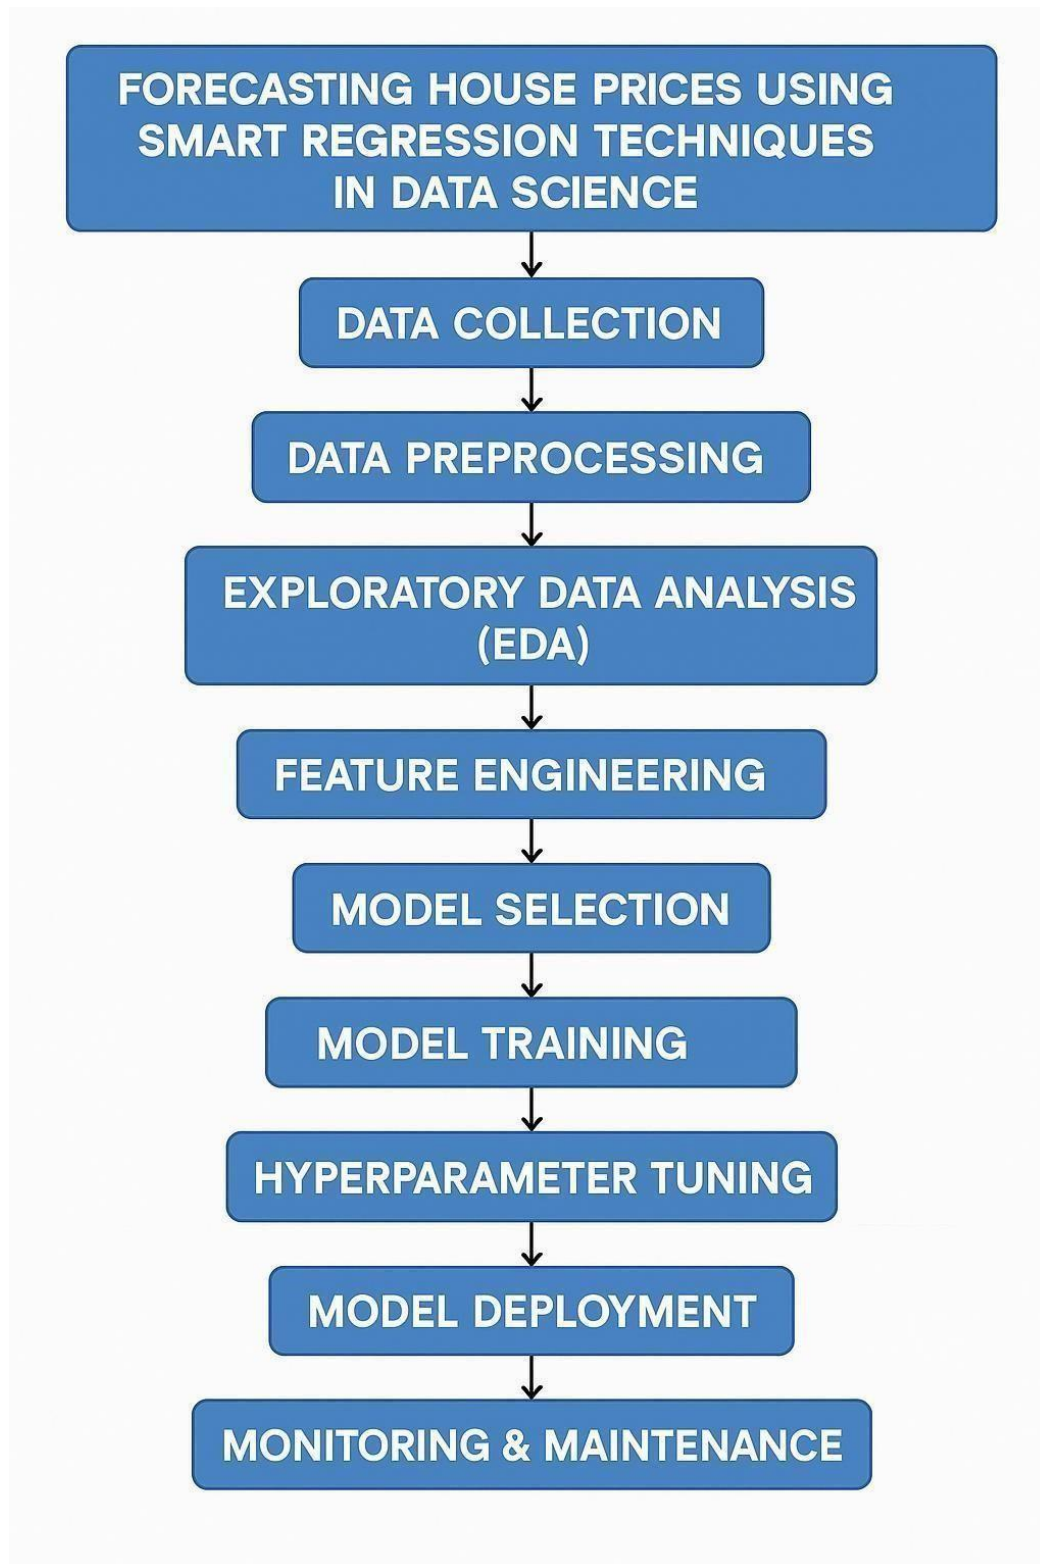 FORECASTING HOUSE PRICES USING
SMART REGRESSION TECHNIQUES
IN DATA SCIENCE
DATA COLLECTION
DATA PREPROCESSING
EXPLORATORY DATA ANALYSIS
(EDA)
FEATURE ENGINEERING
MODEL SELECTION
MODEL TRAINING
HYPERPARAMETER TUNING
MODEL DEPLOYMENT
MONITORING & MAINTENANCE